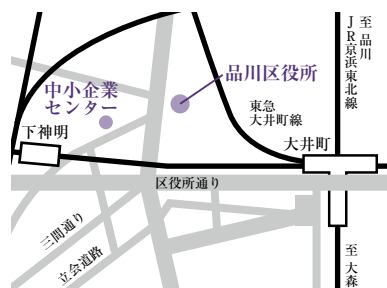 至 品川
JR京浜東北線
品川区役所
中小企業
センター
東急
大井町線
下神明
大井町
区役所通り
三間通り
立会道路
至 大森